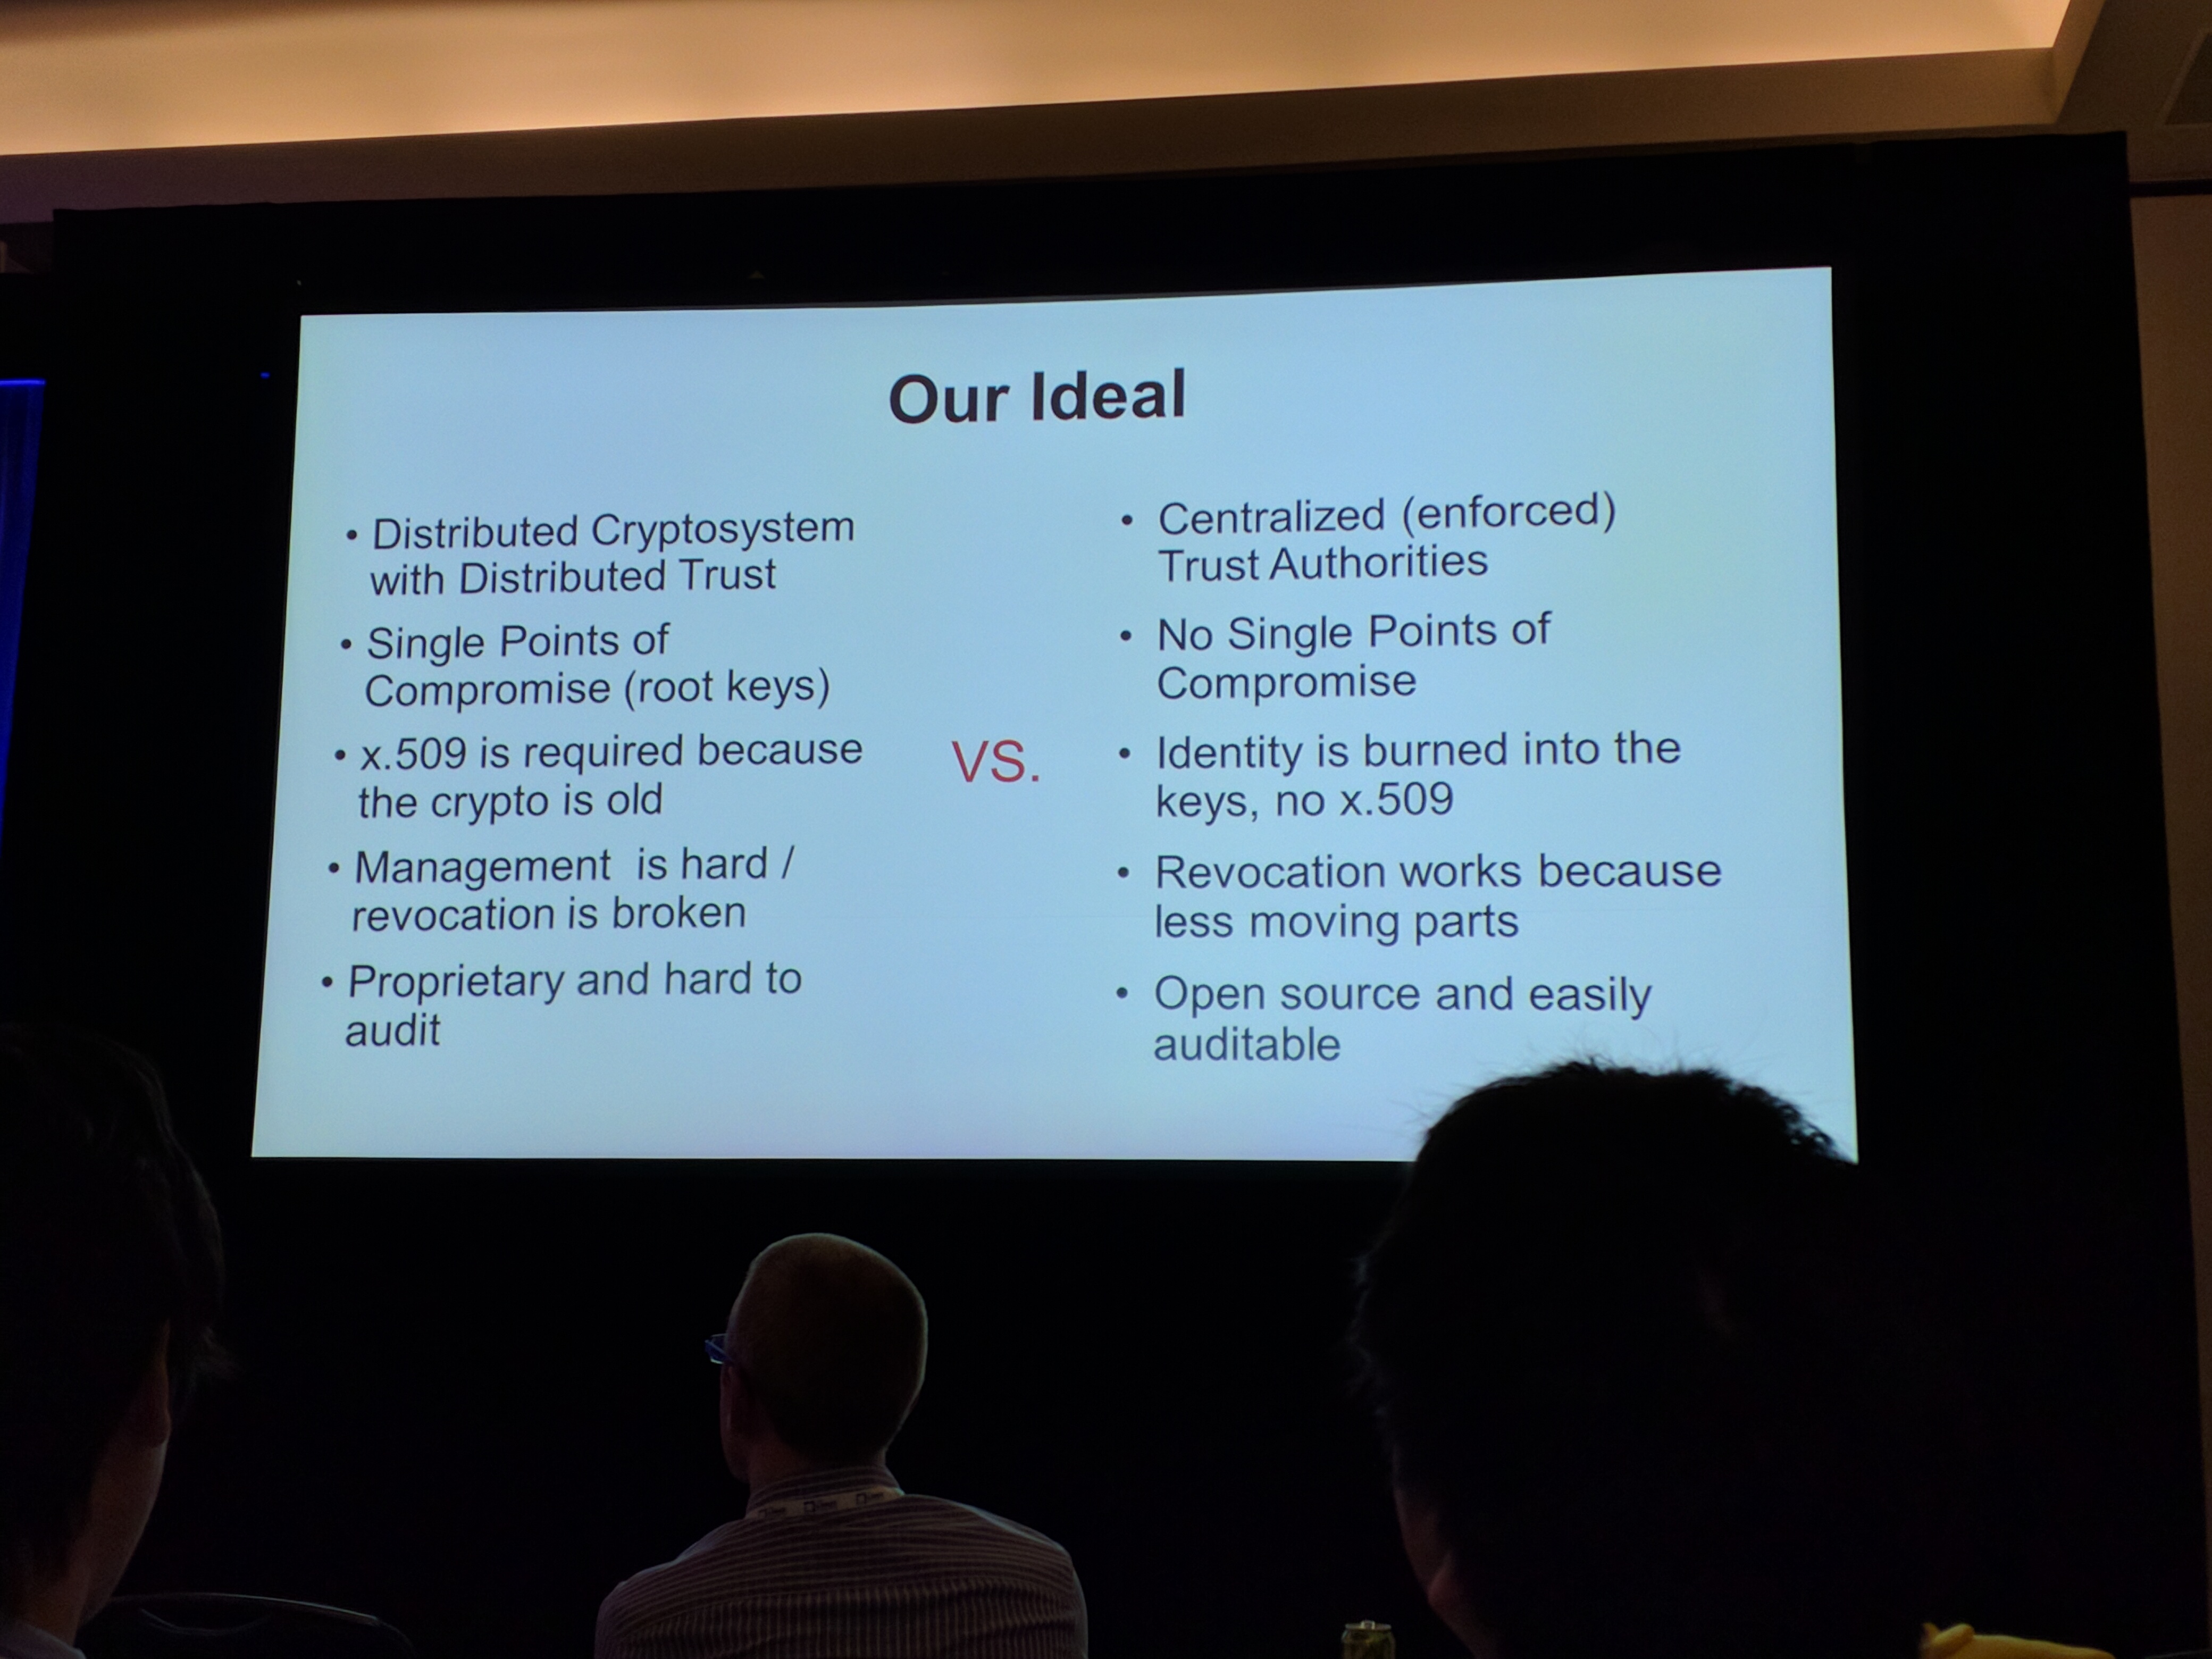 Our Ideal
• Distributed Cryptosystem
with Distributed Trust
• Single Points of
Compromise (root keys)
• x.509 is required because
the crypto is old
• Management is hard /
revocation is broken
• Proprietary and hard to
audit
VS.
• Centralized (enforced)
Trust Authorities
• No Single Points of
Compromise
• Identity is burned into the
keys, no x.509
• Revocation works because
less moving parts
• Open source and easily
auditable